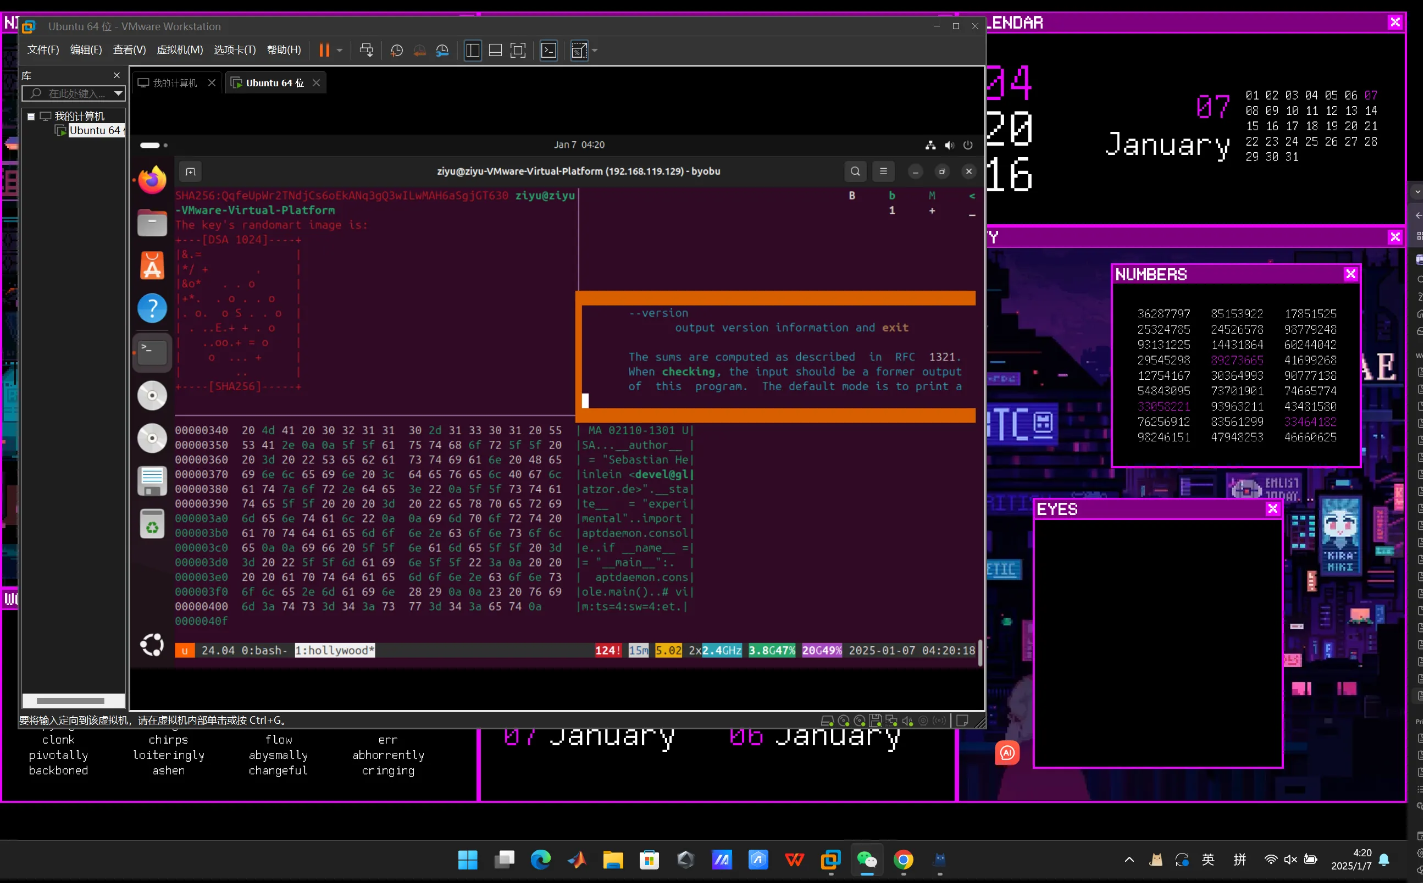 Ubuntu 64 位 - VMware Workstation
文件(F) 编辑(E) 查看(V) 虚拟机(M) 选项卡(T) 帮助(H)
库
在此处键入...
我的计算机
Ubuntu 64 位
我的计算机
Ubuntu 64 位
Jan 7 04:20
ziyu@ziyu-VMware-Virtual-Platform (192.168.119.129) - byobu
SHA256:QqfeUpWr2TNdjCs6oEkANq3gQ3wILwMAH6aSgjGT630 ziyu@ziyu
-VMware-Virtual-Platform
The key's randomart image is:
+---[DSA 1024]----+
|&.= |
|*/ + . |
|&o* . . o |
|+*. . o . . o |
|. o. o S . . o |
| . ..E.+ + . o |
| ..oo.+ = o |
| o ... + |
| .. |
+----[SHA256]-----+
B b M <
1 + _
--version
output version information and exit
The sums are computed as described in RFC 1321.
When checking, the input should be a former output
of this program. The default mode is to print a
00000340 20 4d 41 20 30 32 31 31 30 2d 31 33 30 31 20 55 | MA 02110-1301 U|
00000350 53 41 2e 0a 0a 5f 5f 61 75 74 68 6f 72 5f 5f 20 |SA...__author__ |
00000360 20 3d 20 22 53 65 62 61 73 74 69 61 6e 20 48 65 | = "Sebastian He|
00000370 69 6e 6c 65 69 6e 20 3c 64 65 76 65 6c 40 67 6c |inlein <devel@gl|
00000380 61 74 7a 6f 72 2e 64 65 3e 22 0a 5f 5f 73 74 61 |atzor.de>".__sta|
00000390 74 65 5f 5f 20 20 20 3d 20 22 65 78 70 65 72 69 |te__   = "experi|
000003a0 6d 65 6e 74 61 6c 22 0a 0a 69 6d 70 6f 72 74 20 |mental"..import |
000003b0 61 70 74 64 61 65 6d 6f 6e 2e 63 6f 6e 73 6f 6c |aptdaemon.consol|
000003c0 65 0a 0a 69 66 20 5f 5f 6e 61 6d 65 5f 5f 20 3d |e..if __name__ =|
000003d0 3d 20 22 5f 5f 6d 61 69 6e 5f 5f 22 3a 0a 20 20 |= "__main__":. |
000003e0 20 20 61 70 74 64 61 65 6d 6f 6e 2e 63 6f 6e 73 | aptdaemon.cons|
000003f0 6f 6c 65 2e 6d 61 69 6e 28 29 0a 0a 23 20 76 69 |ole.main()..# vi|
00000400 6d 3a 74 73 3d 34 3a 73 77 3d 34 3a 65 74 0a |m:ts=4:sw=4:et.|
0000040f
u 24.04 0:bash- 1:hollywood* 124! 15m 5.02 2x2.4GHz 3.8G47% 20G49% 2025-01-07 04:20:18
要将输入定向到该虚拟机，请在虚拟机内部单击或按 Ctrl+G。
LENDAR
04
20
16
07
January
01 02 03 04 05 06 07
08 09 10 11 12 13 14
15 16 17 18 19 20 21
22 23 24 25 26 27 28
29 30 31
NUMBERS
36287797 85153922 17851525
25324785 24526578 98779248
93131225 14431864 60244842
29545298 89273665 41699268
12754167 30364993 90777138
54843095 73701901 74665774
33058221 93963211 43481580
76256912 83561299 33464182
98246151 47948253 46660625
EYES
"KIRA"
MIKI
clonk chirps flow err
pivotally loiteringly abysmally abhorrently
backboned ashen chargeful cringing
07 January 06 January
英 拼
4:20
2025/1/7